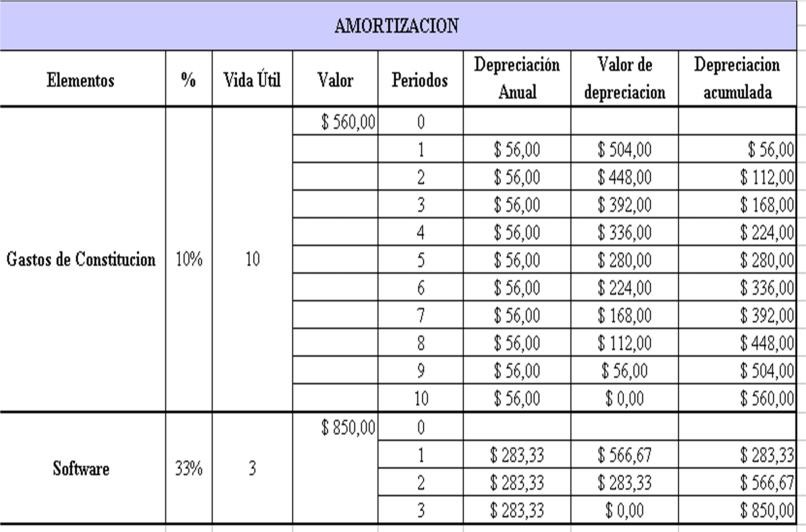 AMORTIZACION
Elementos % Vida Útil Valor Periodos Depreciación Anual Valor de depreciacion Depreciacion acumulada
$ 560,00 0
1 $ 56,00 $ 504,00 $ 56,00
2 $ 56,00 $ 448,00 $ 112,00
3 $ 56,00 $ 392,00 $ 168,00
4 $ 56,00 $ 336,00 $ 224,00
Gastos de Constitucion 10% 10 5 $ 56,00 $ 280,00 $ 280,00
6 $ 56,00 $ 224,00 $ 336,00
7 $ 56,00 $ 168,00 $ 392,00
8 $ 56,00 $ 112,00 $ 448,00
9 $ 56,00 $ 56,00 $ 504,00
10 $ 56,00 $ 0,00 $ 560,00
$ 850,00 0
1 $ 283,33 $ 566,67 $ 283,33
Software 33% 3 2 $ 283,33 $ 283,33 $ 566,67
3 $ 283,33 $ 0,00 $ 850,00